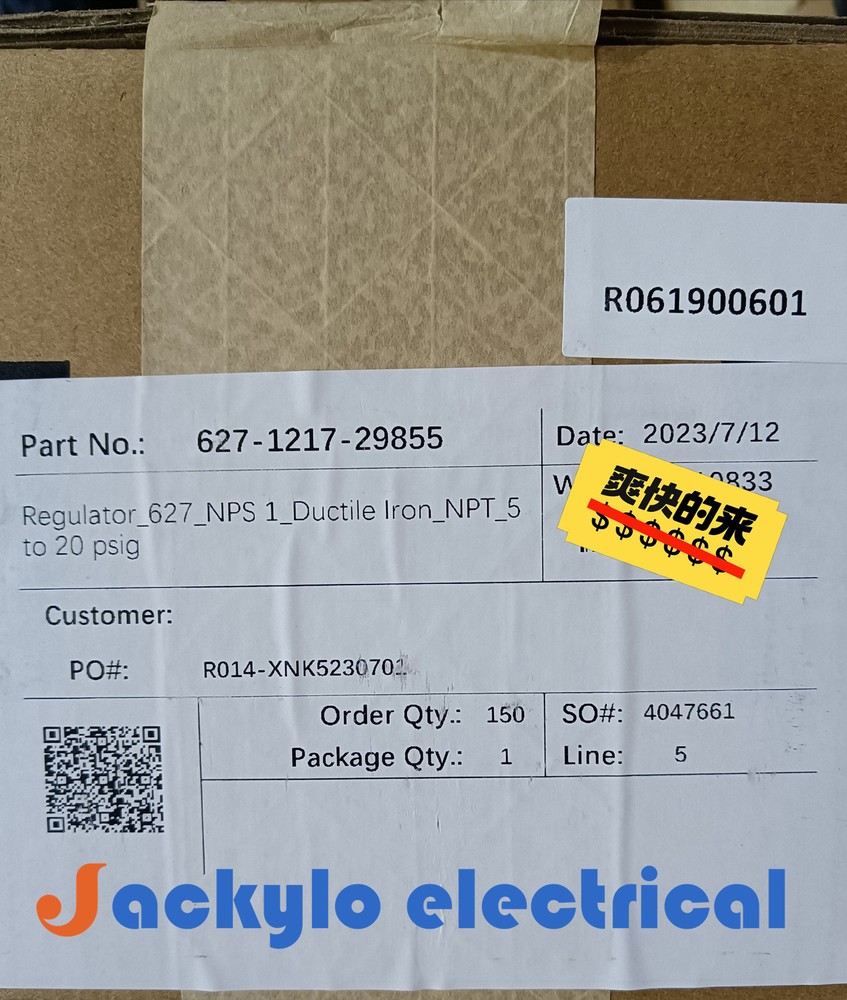 R061900601
Part No.: 627-1217-29855
Date: 2023/7/12
Regulator_627_NPS 1_Ductile Iron_NPT_5
to 20 psig
爽快的来
$$$$$$
Customer:
PO#: R014-XNK5230701
Order Qty.: 150
SO#: 4047661
Package Qty.: 1
Line: 5
Jackylo electrical